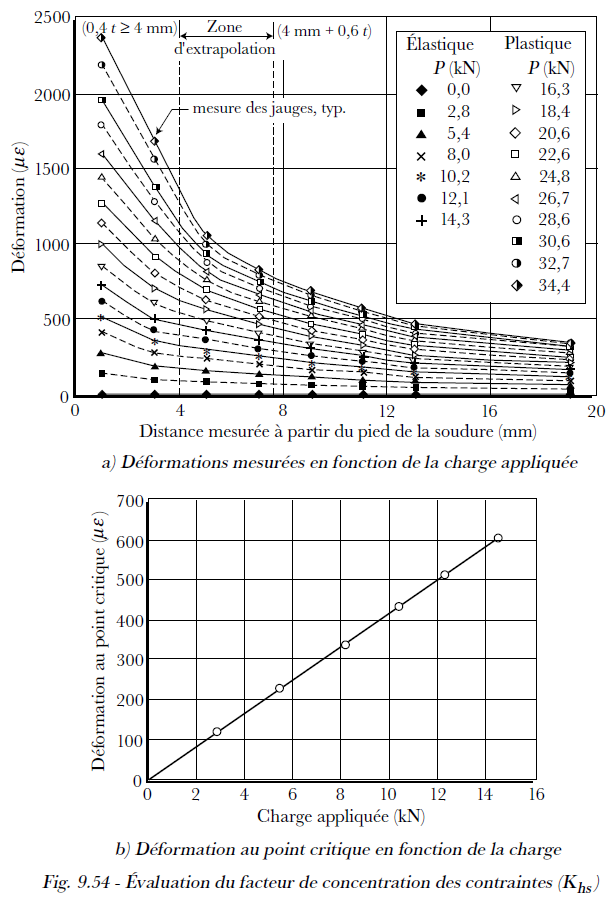 2500
2000
1500
1000
500
0
Déformation (με)
(0,4 t ≥ 4 mm)
Zone
d'extrapolation
(4 mm + 0,6 t)
mesure des jauges, typ.
Élastique Plastique
P (kN) P (kN)
0,0 16,3
2,8 18,4
5,4 20,6
8,0 22,6
10,2 24,8
12,1 26,7
14,3 28,6
30,6
32,7
34,4
0 4 8 12 16 20
Distance mesurée à partir du pied de la soudure (mm)
a) Déformations mesurées en fonction de la charge appliquée
700
600
500
400
300
200
100
0
Déformation au point critique (με)
0 2 4 6 8 10 12 14 16
Charge appliquée (kN)
b) Déformation au point critique en fonction de la charge
Fig. 9.54 - Évaluation du facteur de concentration des contraintes (Khs)